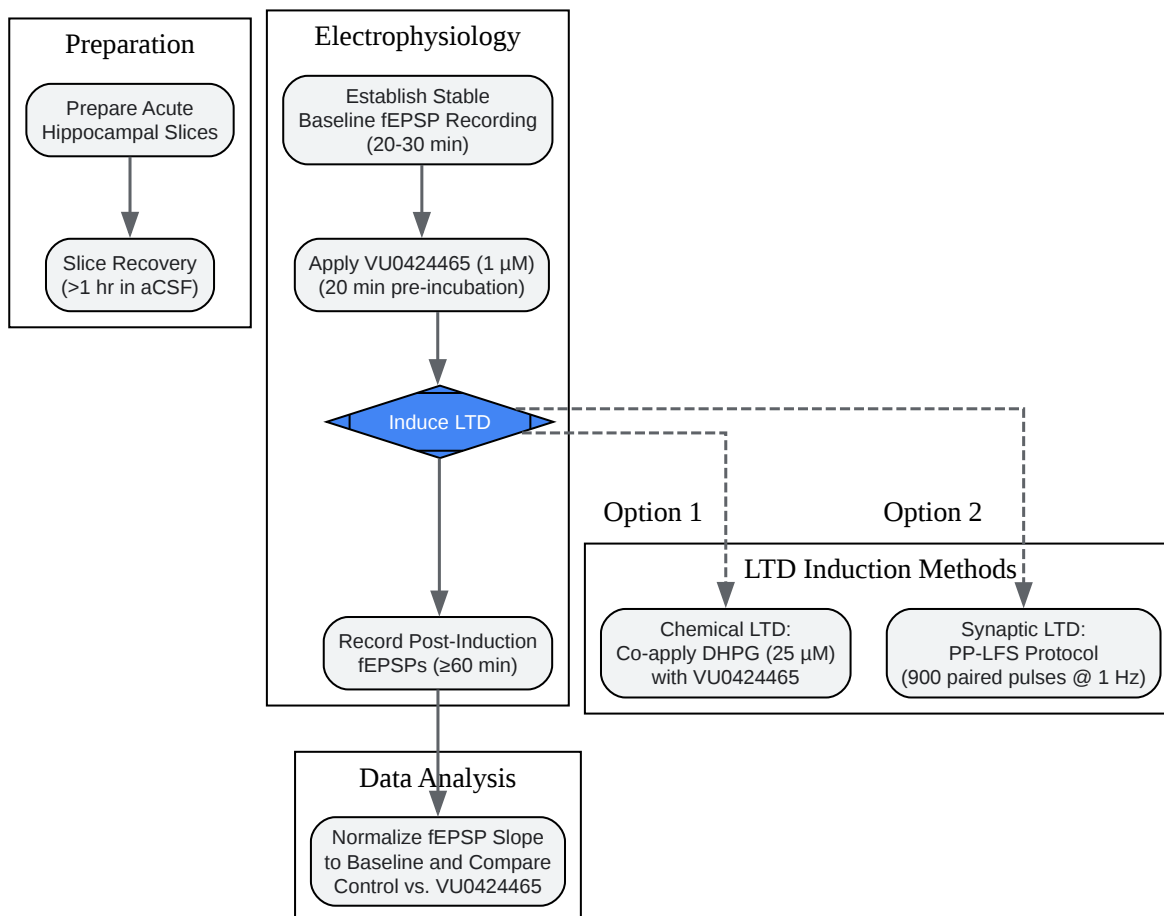 Preparation
Prepare Acute
Hippocampal Slices
Slice Recovery
(>1 hr in aCSF)
Electrophysiology
Establish Stable
Baseline fEPSP Recording
(20-30 min)
Apply VU0424465 (1 µM)
(20 min pre-incubation)
Induce LTD
Record Post-Induction
fEPSPs (≥60 min)
Option 1
Option 2
LTD Induction Methods
Chemical LTD:
Co-apply DHPG (25 µM)
with VU0424465
Synaptic LTD:
PP-LFS Protocol
(900 paired pulses @ 1 Hz)
Data Analysis
Normalize fEPSP Slope
to Baseline and Compare
Control vs. VU0424465